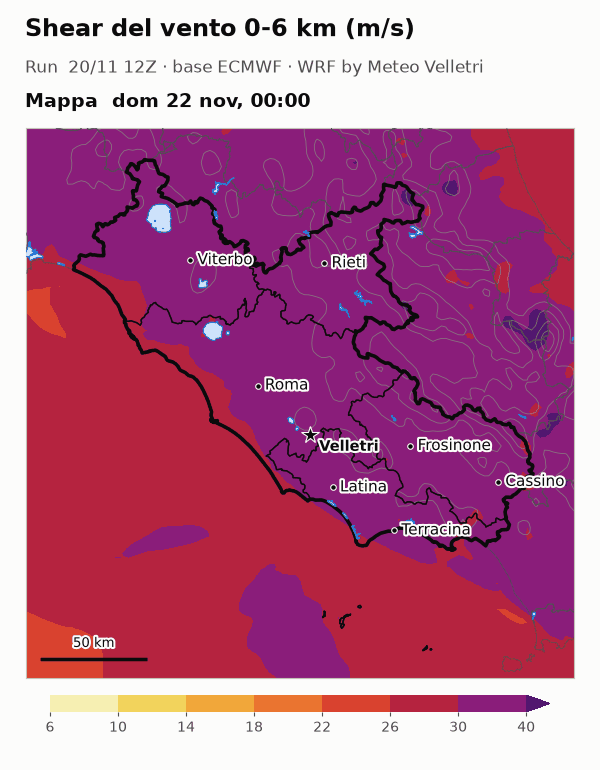 Shear del vento 0-6 km (m/s)
Run  20/11 12Z · base ECMWF · WRF by Meteo Velletri
Mappa  dom 22 nov, 00:00
Viterbo
Rieti
Roma
Velletri
Frosinone
Latina
Cassino
Terracina
50 km
6 10 14 18 22 26 30 40